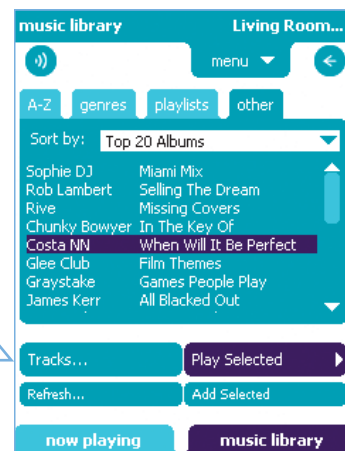 music library Living Room...
menu
A-Z genres playlists other
Sort by: Top 20 Albums
Sophie DJ Miami Mix
Rob Lambert Selling The Dream
Rive Missing Covers
Chunky Bowyer In The Key Of
Costa NN When Will It Be Perfect
Glee Club Film Themes
Graystake Games People Play
James Kerr All Blacked Out
Tracks... Play Selected
Refresh... Add Selected
now playing music library